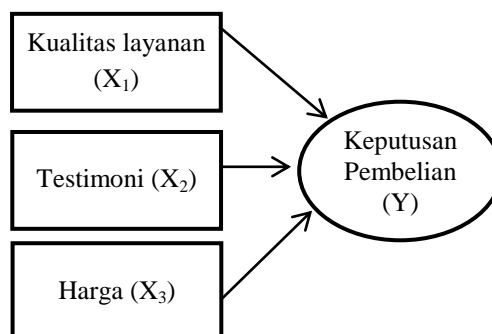 Kualitas layanan
(X₁)
Testimoni (X₂)
Harga (X₃)
Keputusan
Pembelian
(Y)